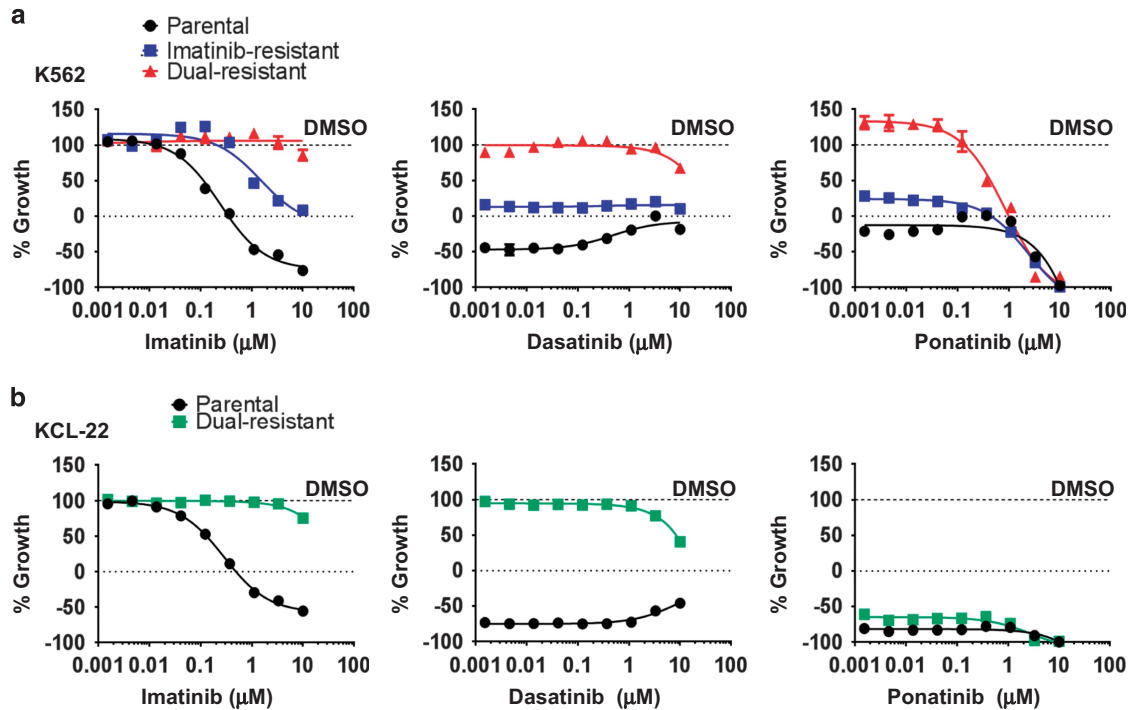 a
Parental
Imatinib-resistant
Dual-resistant
K562
150
100
50
0
-50
-100
% Growth
DMSO
0.001 0.01 0.1 1 10 100
Imatinib (µM)
150
100
50
0
-50
-100
% Growth
DMSO
0.001 0.01 0.1 1 10 100
Dasatinib (µM)
150
100
50
0
-50
-100
% Growth
DMSO
0.001 0.01 0.1 1 10 100
Ponatinib (µM)
b
Parental
Dual-resistant
KCL-22
150
100
50
0
-50
-100
% Growth
DMSO
0.001 0.01 0.1 1 10 100
Imatinib (µM)
150
100
50
0
-50
-100
% Growth
DMSO
0.001 0.01 0.1 1 10 100
Dasatinib (µM)
150
100
50
0
-50
-100
% Growth
DMSO
0.001 0.01 0.1 1 10 100
Ponatinib (µM)